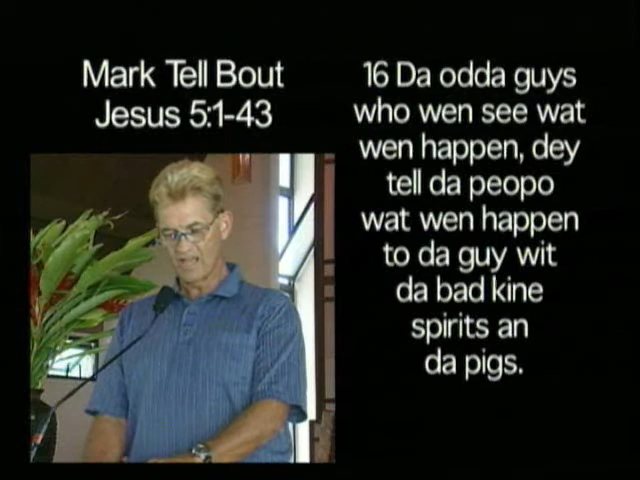 Mark Tell Bout
Jesus 5:1-43
16 Da odda guys
who wen see wat
wen happen, dey
tell da peopo
wat wen happen
to da guy wit
da bad kine
spirits an
da pigs.